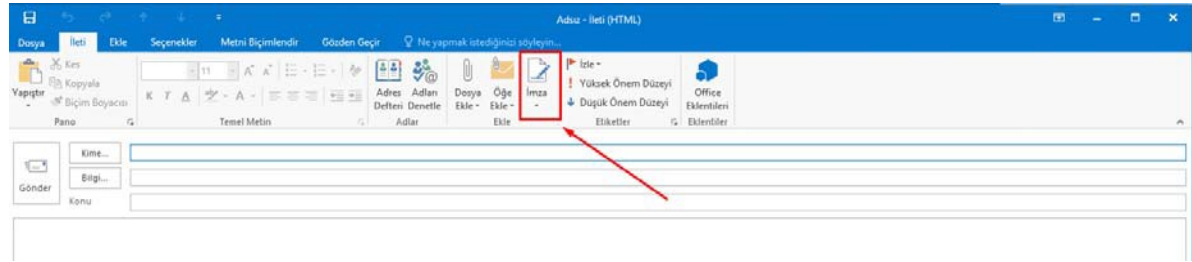 Adsız - İleti (HTML)
Dosya İleti Ekle Seçenekler Metni Biçimlendir Gözden Geçir Ne yapmak istediğinizi söyleyin...
Yapıştır
Kes
Kopyala
Biçim Boyacısı
Pano
11
K T A
Temel Metin
Adres Defteri
Adları Denetle
Adlar
Dosya Ekle
Öğe Ekle
İmza
Ekle
İzle
Yüksek Önem Düzeyi
Düşük Önem Düzeyi
Etiketler
Office Eklentileri
Eklentiler
Gönder
Kime...
Bilgi...
Konu